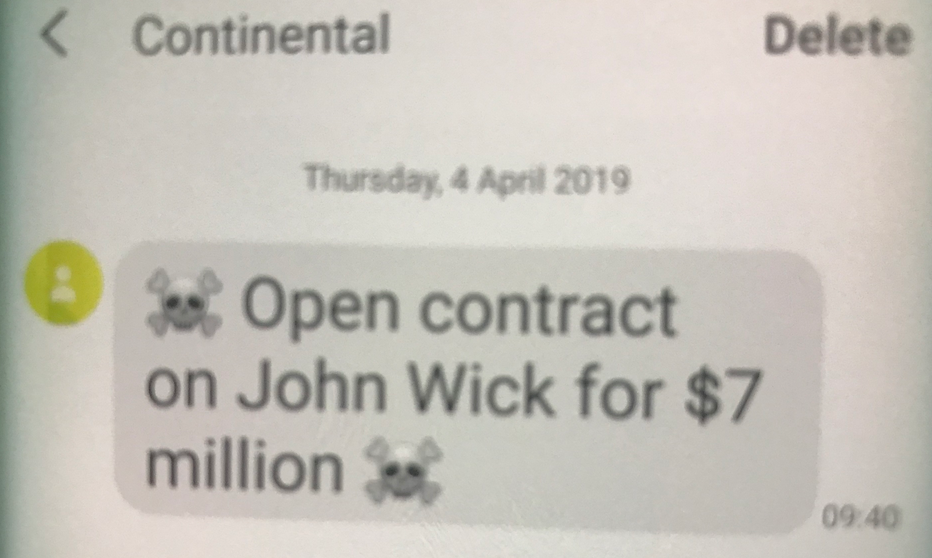 < Continental Delete
Thursday, 4 April 2019
☠ Open contract
on John Wick for $7
million ☠
09:40